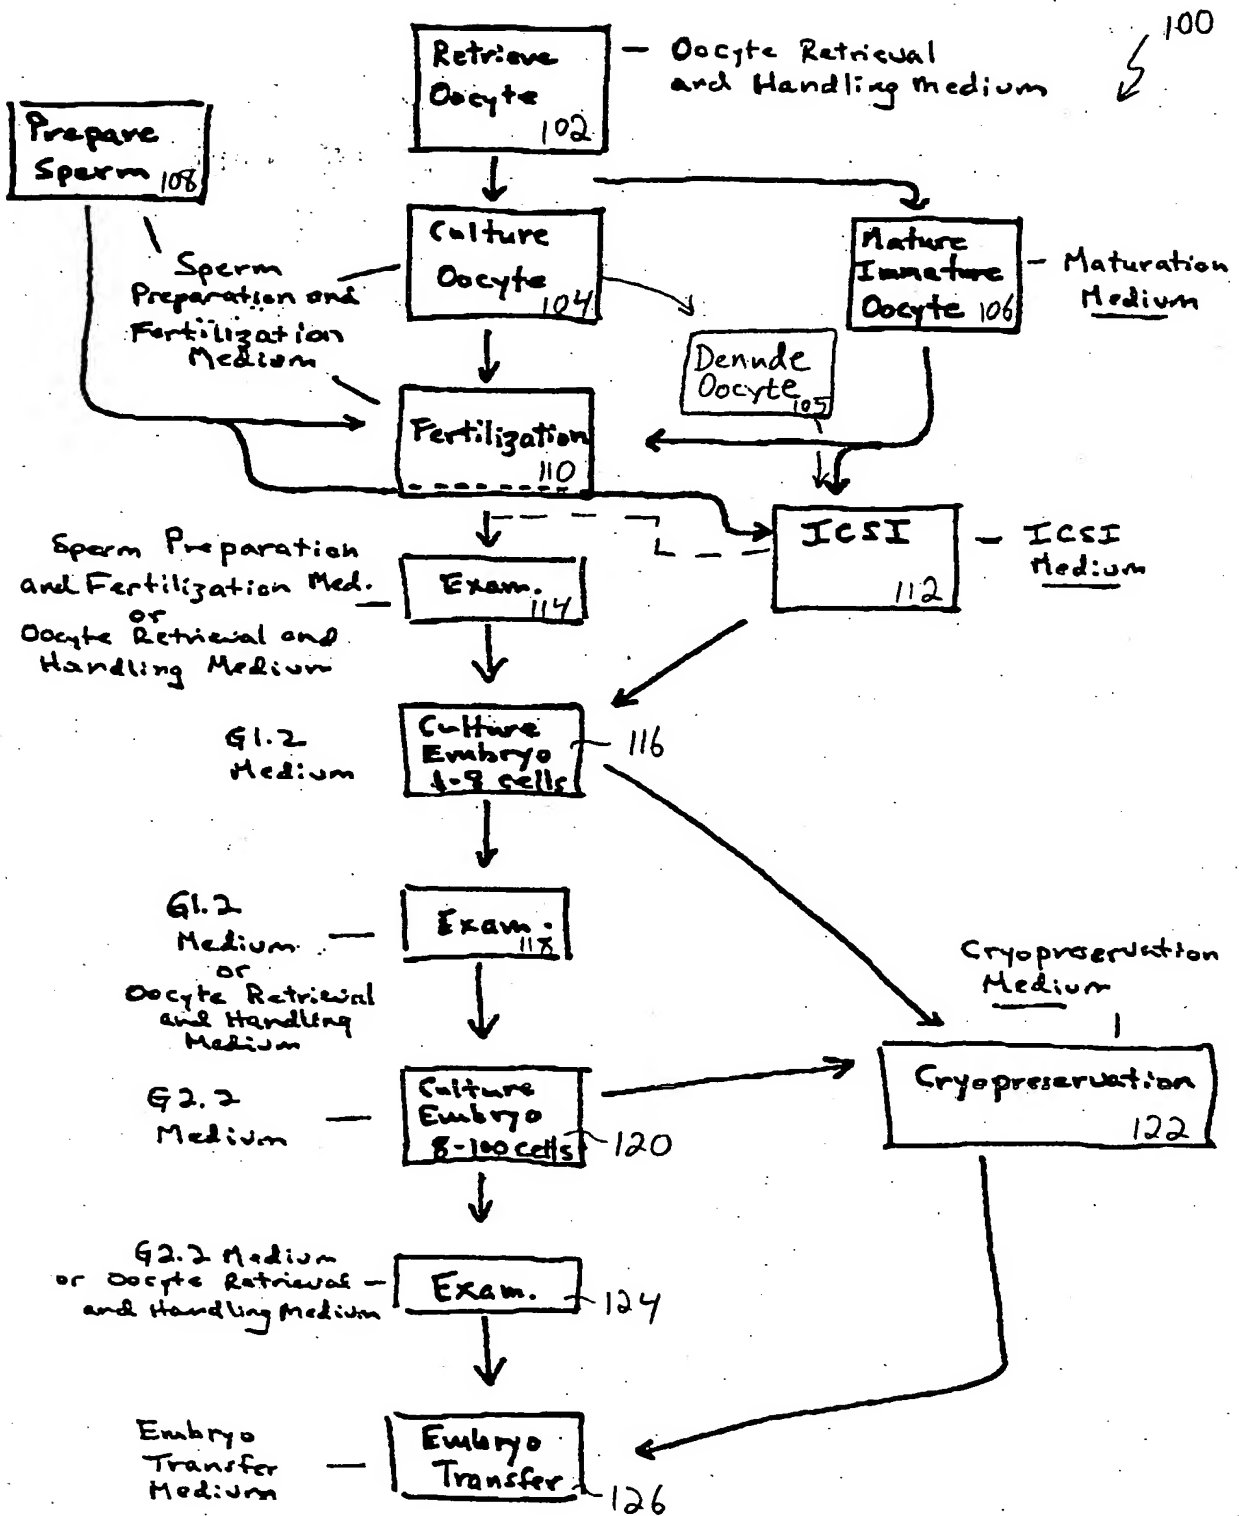 100
Retrieve
Oocyte
102
Oocyte Retrieval
and Handling Medium
Prepare
Sperm 108
Culture
Oocyte
104
Mature
Immature
Oocyte 106
Maturation
Medium
Sperm
Preparation and
Fertilization
Medium
Denude
Oocyte
105
Fertilization
110
ICSI
112
ICSI
Medium
Sperm Preparation
and Fertilization Med.
or
Oocyte Retrieval and
Handling Medium
Exam.
114
G1.2
Medium
Culture
Embryo
1-8 cells
116
G1.2
Medium
or
Oocyte Retrieval
and Handling
Medium
Exam.
118
Cryopreservation
Medium
Cryopreservation
122
G2.2
Medium
Culture
Embryo
8-100 cells
120
G2.2 Medium
or Oocyte Retrieval
and Handling Medium
Exam.
124
Embryo
Transfer
Medium
Embryo
Transfer
126